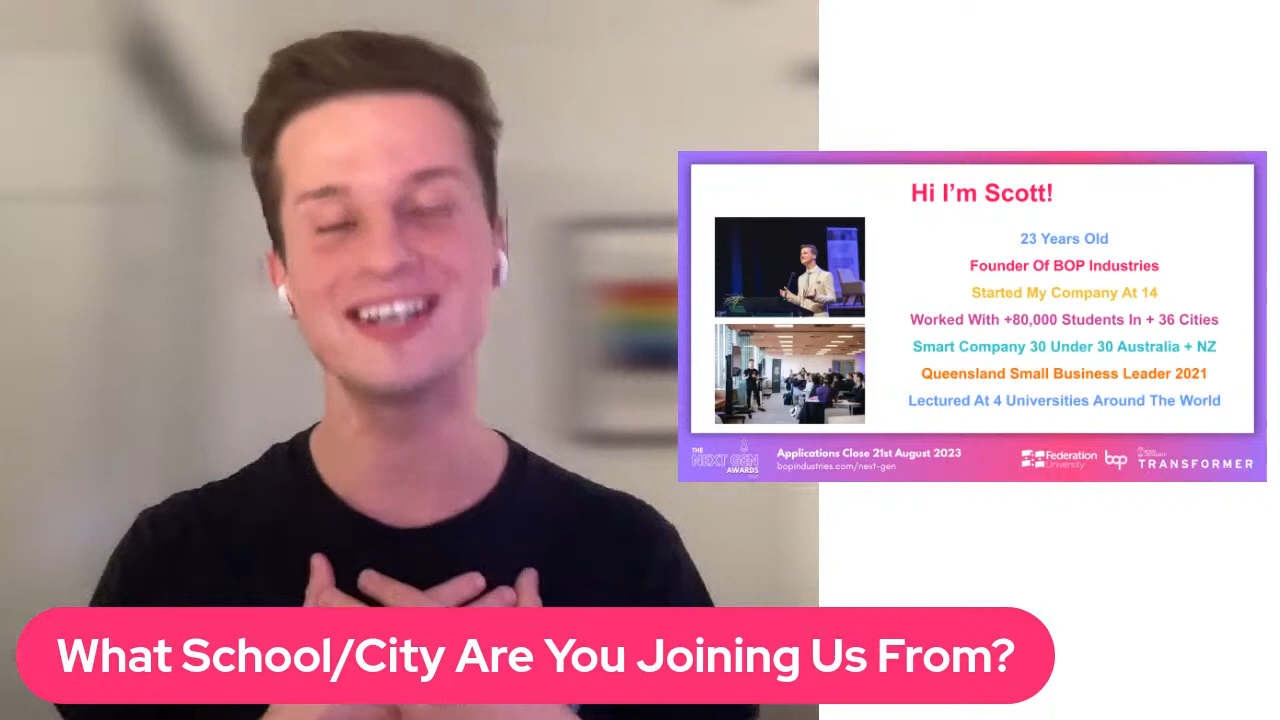 Hi I'm Scott!
23 Years Old
Founder Of BOP Industries
Started My Company At 14
Worked With +80,000 Students In + 36 Cities
Smart Company 30 Under 30 Australia + NZ
Queensland Small Business Leader 2021
Lectured At 4 Universities Around The World
THE
NEXT GEN
AWARDS
Applications Close 21st August 2023
bopindustries.com/next-gen
Federation
University
bop
TRANSFORMER
What School/City Are You Joining Us From?